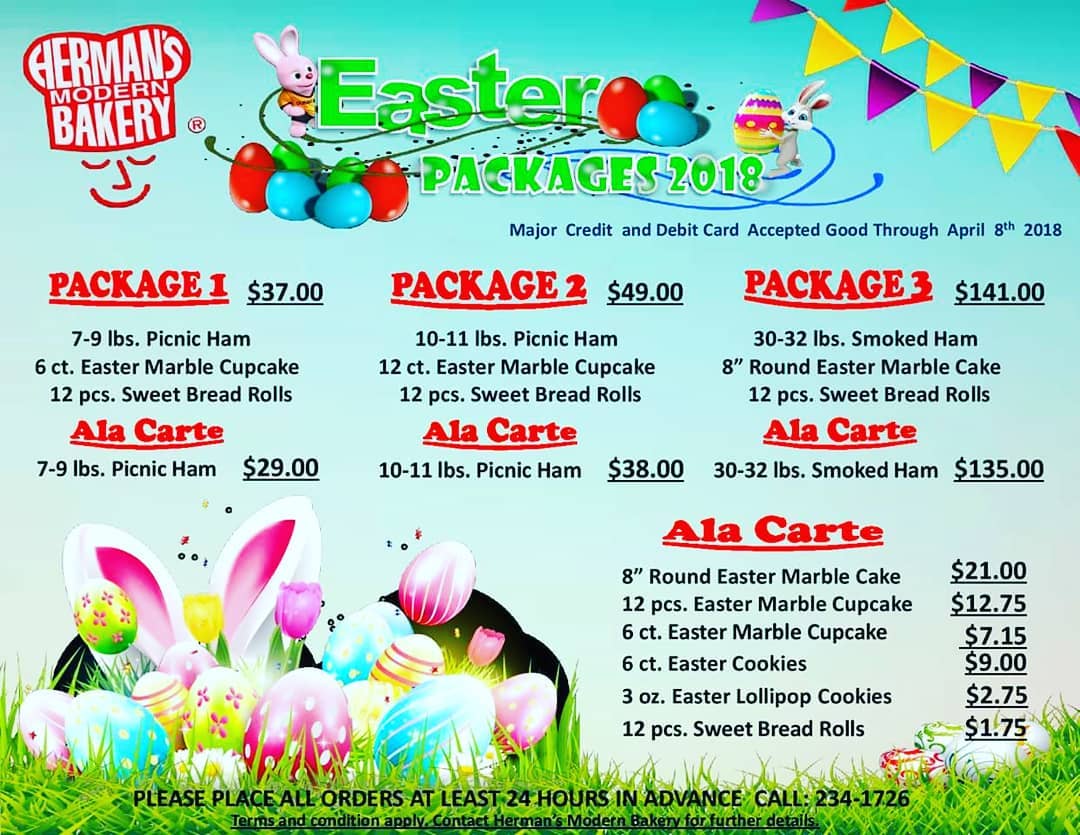 HERMAN'S
MODERN
BAKERY ®
Easter
PACKAGES 2018
Major Credit and Debit Card Accepted Good Through April 8th 2018
PACKAGE 1 $37.00
7-9 lbs. Picnic Ham
6 ct. Easter Marble Cupcake
12 pcs. Sweet Bread Rolls
Ala Carte
7-9 lbs. Picnic Ham $29.00
PACKAGE 2 $49.00
10-11 lbs. Picnic Ham
12 ct. Easter Marble Cupcake
12 pcs. Sweet Bread Rolls
Ala Carte
10-11 lbs. Picnic Ham $38.00
PACKAGE 3 $141.00
30-32 lbs. Smoked Ham
8” Round Easter Marble Cake
12 pcs. Sweet Bread Rolls
Ala Carte
30-32 lbs. Smoked Ham $135.00
Ala Carte
8” Round Easter Marble Cake $21.00
12 pcs. Easter Marble Cupcake $12.75
6 ct. Easter Marble Cupcake $7.15
6 ct. Easter Cookies $9.00
3 oz. Easter Lollipop Cookies $2.75
12 pcs. Sweet Bread Rolls $1.75
PLEASE PLACE ALL ORDERS AT LEAST 24 HOURS IN ADVANCE CALL: 234-1726
Terms and condition apply. Contact Herman's Modern Bakery for further details.